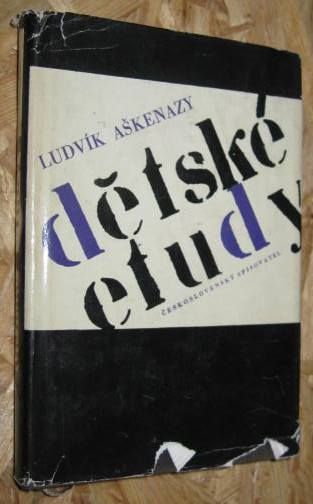 LUDVÍK AŠKENAZY
dětské
etudy
ČESKOSLOVENSKÝ SPISOVATEL